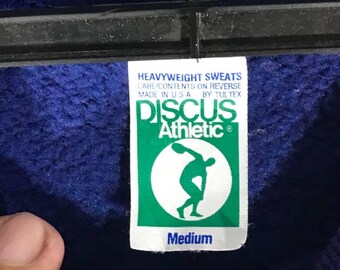 HEAVYWEIGHT SWEATS
CARE/CONTENTS ON REVERSE
MADE IN U.S.A. BY TULTEX
DISCUS
Athletic ®
Medium